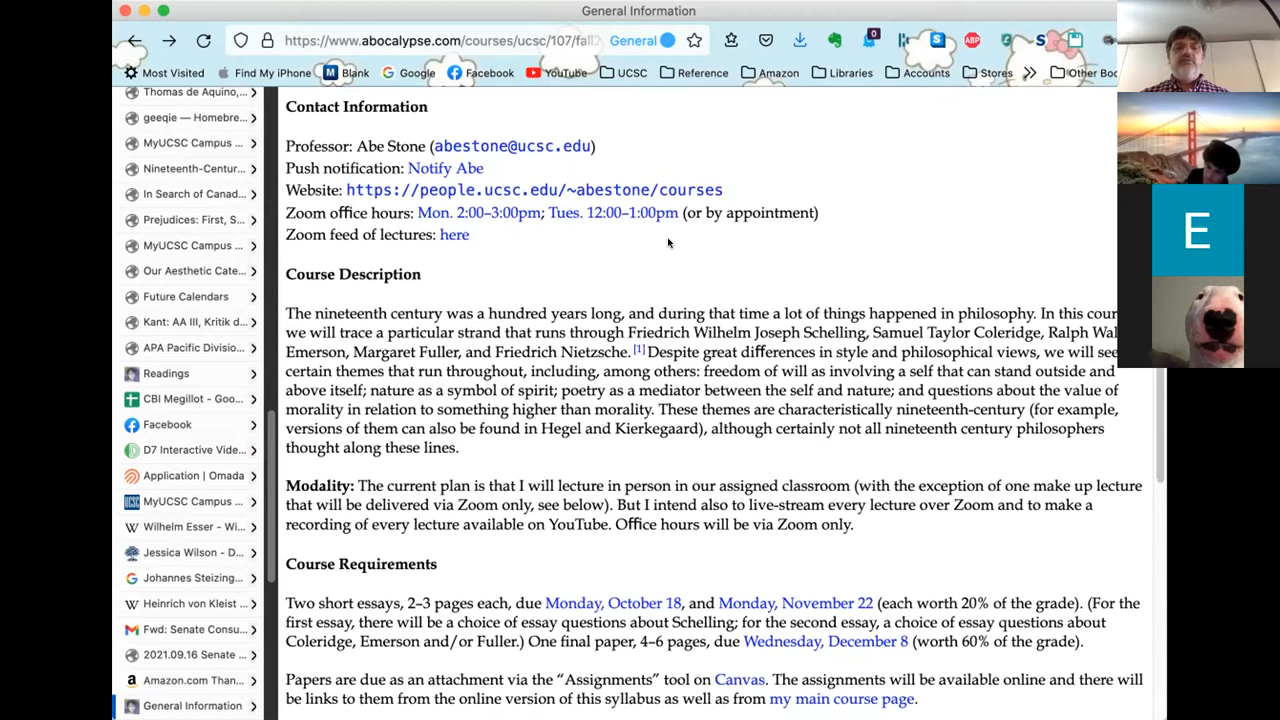 General Information
https://www.abocalypse.com/courses/ucsc/107/fall2 General 0 S ABP S
Most Visited Find My iPhone M Blank Google Facebook YouTube UCSC Reference Amazon Libraries Accounts Stores Other Boo
Thomas de Aquino,...
geeqie — Homebre...
MyUCSC Campus ...
Nineteenth-Centur...
In Search of Canad...
Prejudices: First, S...
MyUCSC Campus ...
Our Aesthetic Cate...
Future Calendars
Kant: AA III, Kritik d...
APA Pacific Divisio...
Readings
CBI Megillot - Goo...
Facebook
D7 Interactive Vide...
Application | Omada
MyUCSC Campus ...
Wilhelm Esser - Wi...
Jessica Wilson - D...
Johannes Steizing...
Heinrich von Kleist ...
Fwd: Senate Consu...
2021.09.16 Senate ...
Amazon.com Than...
General Information
Contact Information
Professor: Abe Stone (abestone@ucsc.edu)
Push notification: Notify Abe
Website: https://people.ucsc.edu/~abestone/courses
Zoom office hours: Mon. 2:00–3:00pm; Tues. 12:00–1:00pm (or by appointment)
Zoom feed of lectures: here
Course Description
The nineteenth century was a hundred years long, and during that time a lot of things happened in philosophy. In this cour
we will trace a particular strand that runs through Friedrich Wilhelm Joseph Schelling, Samuel Taylor Coleridge, Ralph Wal
Emerson, Margaret Fuller, and Friedrich Nietzsche.[1] Despite great differences in style and philosophical views, we will see
certain themes that run throughout, including, among others: freedom of will as involving a self that can stand outside and
above itself; nature as a symbol of spirit; poetry as a mediator between the self and nature; and questions about the value of
morality in relation to something higher than morality. These themes are characteristically nineteenth-century (for example,
versions of them can also be found in Hegel and Kierkegaard), although certainly not all nineteenth century philosophers
thought along these lines.
Modality: The current plan is that I will lecture in person in our assigned classroom (with the exception of one make up lecture
that will be delivered via Zoom only, see below). But I intend also to live-stream every lecture over Zoom and to make a
recording of every lecture available on YouTube. Office hours will be via Zoom only.
Course Requirements
Two short essays, 2–3 pages each, due Monday, October 18, and Monday, November 22 (each worth 20% of the grade). (For the
first essay, there will be a choice of essay questions about Schelling; for the second essay, a choice of essay questions about
Coleridge, Emerson and/or Fuller.) One final paper, 4–6 pages, due Wednesday, December 8 (worth 60% of the grade).
Papers are due as an attachment via the “Assignments” tool on Canvas. The assignments will be available online and there will
be links to them from the online version of this syllabus as well as from my main course page.
E